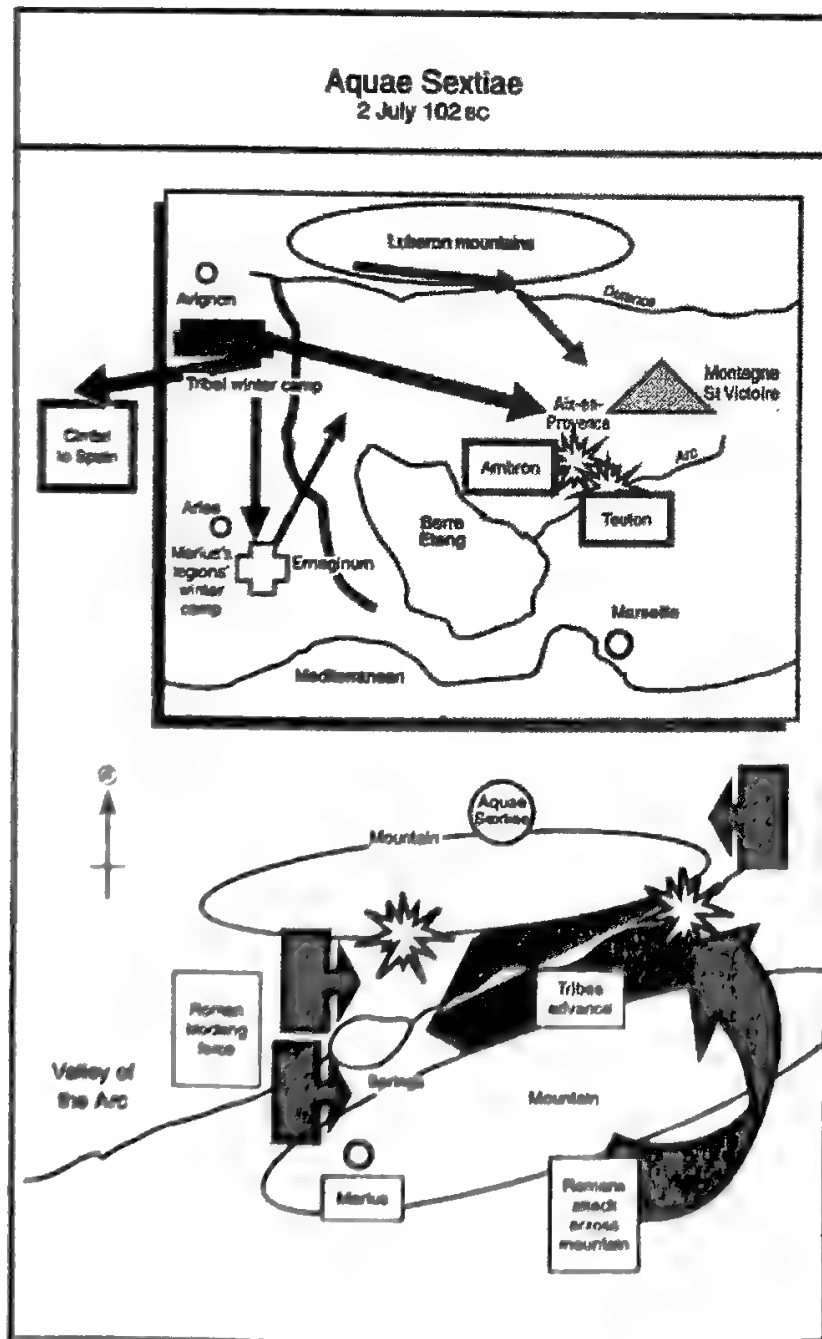 Aquae Sextiae
2 July 102 BC
Luberon mountains
Avignon
Durance
Tribal winter camp
Montagne
St Victoire
Aix-en-
Provence
Cimbri
to Spain
Ambron
Arc
Teuton
Arles
Berre
Etang
Marius's
legions'
winter
camp
Ernaginum
Marseille
Mediterranean
Aquae
Sextiae
Mountain
Roman
blocking
force
Tribes
advance
Valley of
the Arc
Springs
Mountain
Marius
Romans
attack
across
mountain